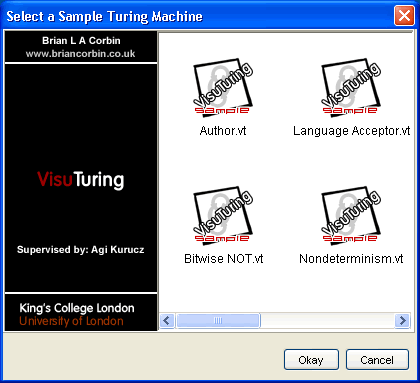 Select a Sample Turing Machine
Brian L A Corbin
www.briancorbin.co.uk
VisuTuring
Supervised by: Agi Kurucz
King's College London
University of London
VisuTuring
Sample
Author.vt
VisuTuring
Sample
Language Acceptor.vt
VisuTuring
Sample
Bitwise NOT.vt
VisuTuring
Sample
Nondeterminism.vt
Okay
Cancel